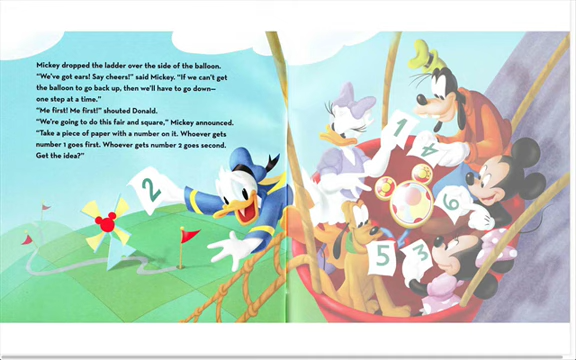 Mickey dropped the ladder over the side of the balloon.
"We've got ears! Say cheers!" said Mickey. "If we can't get
the balloon to go back up, then we'll have to go down—
one step at a time."
"Me first! Me first!" shouted Donald.
"We're going to do this fair and square," Mickey announced.
"Take a piece of paper with a number on it. Whoever gets
number 1 goes first. Whoever gets number 2 goes second.
Get the idea?"
2
1
4
6
5
3